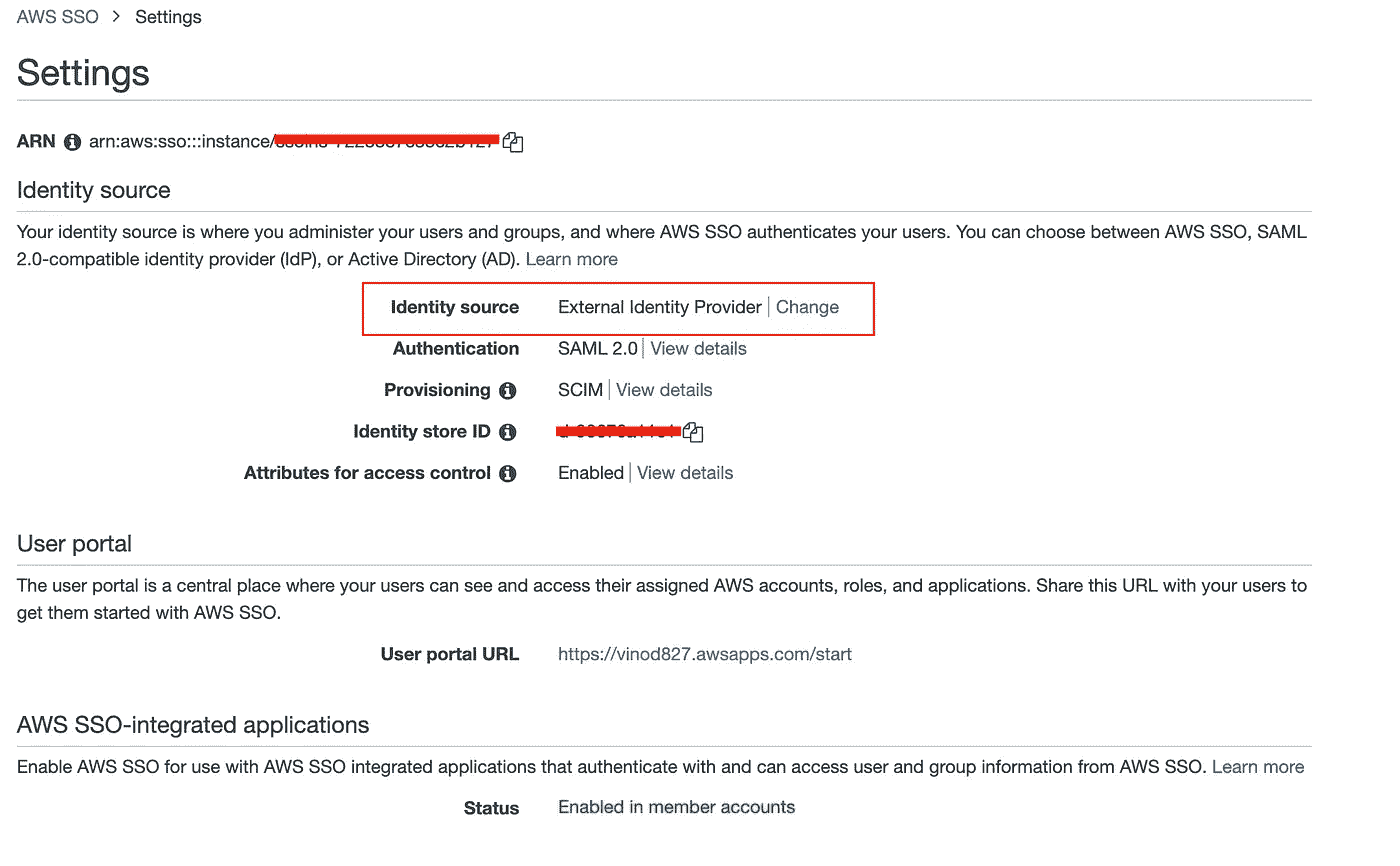 AWS SSO > Settings
Settings
ARN arn:aws:sso:::instance/
Identity source
Your identity source is where you administer your users and groups, and where AWS SSO authenticates your users. You can choose between AWS SSO, SAML
2.0-compatible identity provider (IdP), or Active Directory (AD). Learn more
Identity source External Identity Provider | Change
Authentication SAML 2.0 | View details
Provisioning SCIM | View details
Identity store ID
Attributes for access control Enabled | View details
User portal
The user portal is a central place where your users can see and access their assigned AWS accounts, roles, and applications. Share this URL with your users to
get them started with AWS SSO.
User portal URL https://vinod827.awsapps.com/start
AWS SSO-integrated applications
Enable AWS SSO for use with AWS SSO integrated applications that authenticate with and can access user and group information from AWS SSO. Learn more
Status Enabled in member accounts